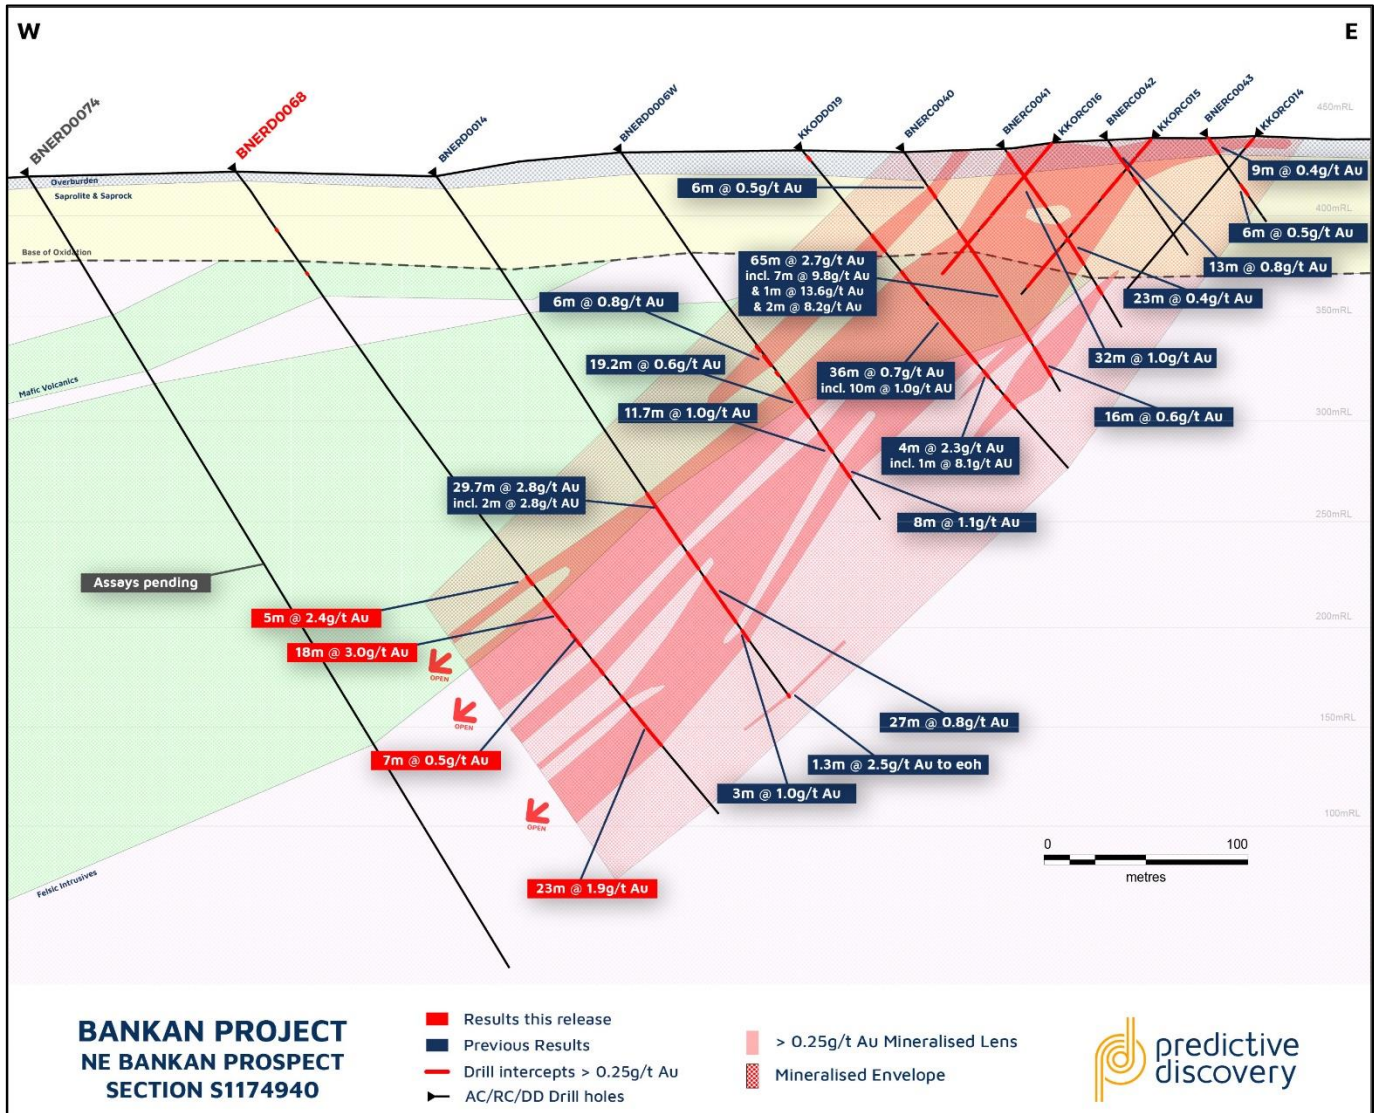 W
E
BNERD0074
BNERD0068
BNERD0014
BNERD0006W
KKODD019
BNERC0040
BNERC0041
KKORC016
BNERC0042
KKORC015
BNERC0043
KKORC014
450mRL
Overburden
Saprolite & Saprock
6m @ 0.5g/t Au
9m @ 0.4g/t Au
400mRL
6m @ 0.5g/t Au
Base of Oxidation
65m @ 2.7g/t Au
incl. 7m @ 9.8g/t Au
& 1m @ 13.6g/t Au
& 2m @ 8.2g/t Au
13m @ 0.8g/t Au
23m @ 0.4g/t Au
6m @ 0.8g/t Au
350mRL
32m @ 1.0g/t Au
19.2m @ 0.6g/t Au
36m @ 0.7g/t Au
incl. 10m @ 1.0g/t AU
Mafic Volcanics
11.7m @ 1.0g/t Au
16m @ 0.6g/t Au
300mRL
4m @ 2.3g/t Au
incl. 1m @ 8.1g/t AU
29.7m @ 2.8g/t Au
incl. 2m @ 2.8g/t AU
8m @ 1.1g/t Au
250mRL
Assays pending
5m @ 2.4g/t Au
200mRL
18m @ 3.0g/t Au
OPEN
OPEN
27m @ 0.8g/t Au
150mRL
7m @ 0.5g/t Au
1.3m @ 2.5g/t Au to eoh
3m @ 1.0g/t Au
OPEN
100mRL
0 100
metres
Felsic Intrusives
23m @ 1.9g/t Au
BANKAN PROJECT
NE BANKAN PROSPECT
SECTION S1174940
Results this release
Previous Results
Drill intercepts > 0.25g/t Au
AC/RC/DD Drill holes
> 0.25g/t Au Mineralised Lens
Mineralised Envelope
predictive
discovery